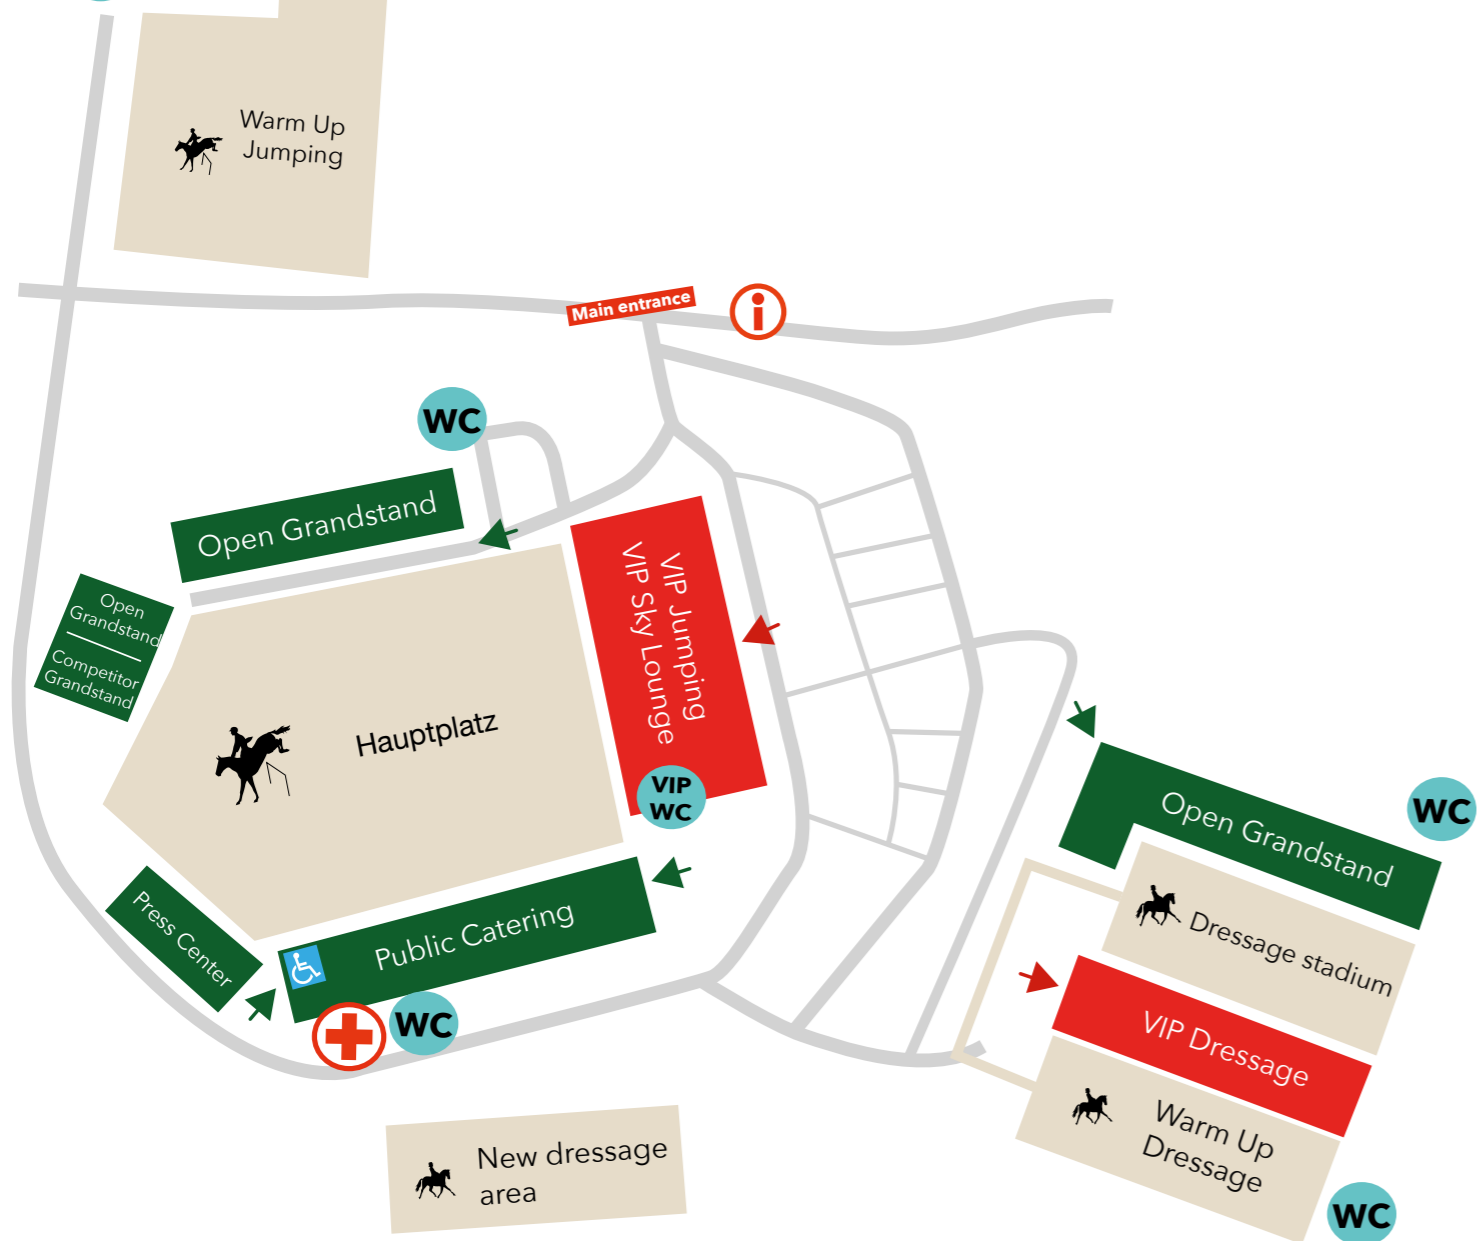 Warm Up
Jumping
Main entrance
i
WC
Open Grandstand
Open
Grandstand
Competitor
Grandstand
VIP Jumping
VIP Sky Lounge
Hauptplatz
VIP
WC
Open Grandstand
WC
Press Center
Public Catering
Dressage stadium
WC
VIP Dressage
Warm Up
Dressage
New dressage
area
WC